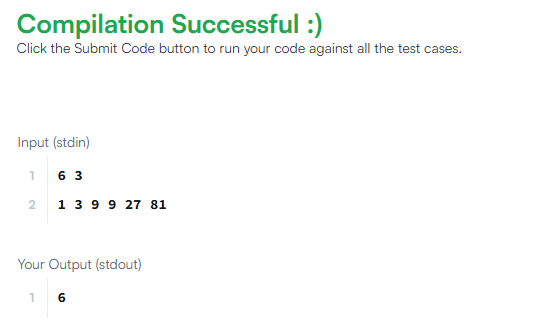 Compilation Successful :)
Click the Submit Code button to run your code against all the test cases.
Input (stdin)
1 6 3
2 1 3 9 9 27 81
Your Output (stdout)
1 6